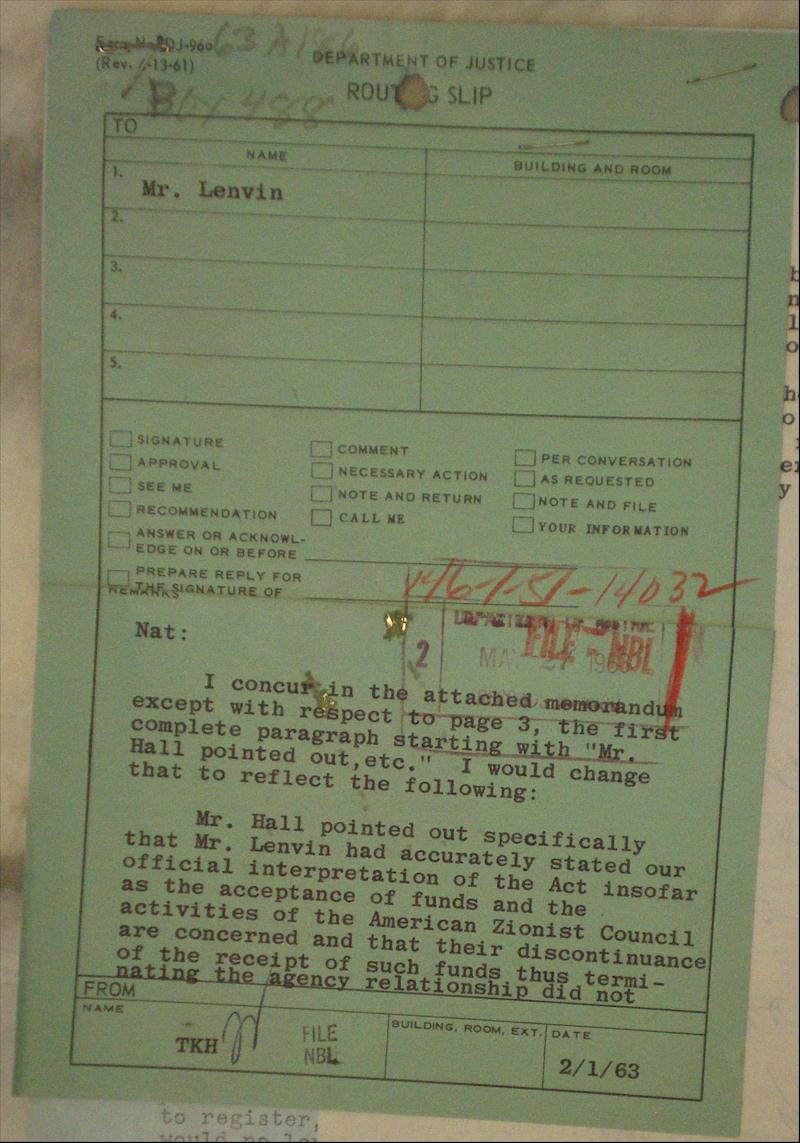 DJ-96a
63 A 186
(Rev. 4-13-61)
Box 488
DEPARTMENT OF JUSTICE
ROUTING SLIP
TO
NAME
BUILDING AND ROOM
1.
Mr. Lenvin
2.
3.
4.
5.
SIGNATURE
APPROVAL
SEE ME
RECOMMENDATION
ANSWER OR ACKNOWL-
EDGE ON OR BEFORE
PREPARE REPLY FOR
THE SIGNATURE OF
COMMENT
NECESSARY ACTION
NOTE AND RETURN
CALL ME
PER CONVERSATION
AS REQUESTED
NOTE AND FILE
YOUR INFORMATION
REMARKS
146-1-51-14032
DEPARTMENT OF JUSTICE
FILE - NBL
2
Nat:
I concur in the attached memorandum
except with respect to page 3, the first
complete paragraph starting with "Mr.
Hall pointed out,etc." I would change
that to reflect the following:
Mr. Hall pointed out specifically
that Mr. Lenvin had accurately stated our
official interpretation of the Act insofar
as the acceptance of funds and the
activities of the American Zionist Council
are concerned and that their discontinuance
of the receipt of such funds thus termi-
nating the agency relationship did not
FROM
NAME
TKH
FILE
NBL
BUILDING, ROOM, EXT.
DATE
2/1/63
to register,
would no